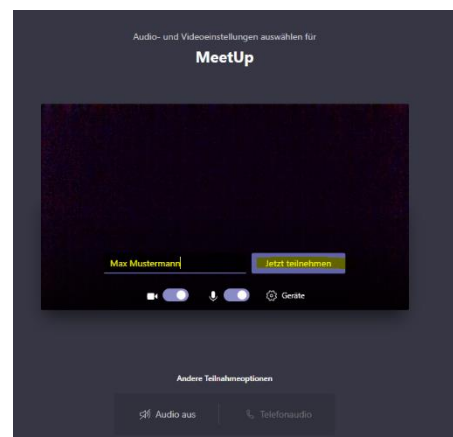 Audio- und Videoeinstellungen auswählen für
MeetUp
Max Mustermann
Jetzt teilnehmen
Geräte
Andere Teilnahmeoptionen
Audio aus
Telefonaudio